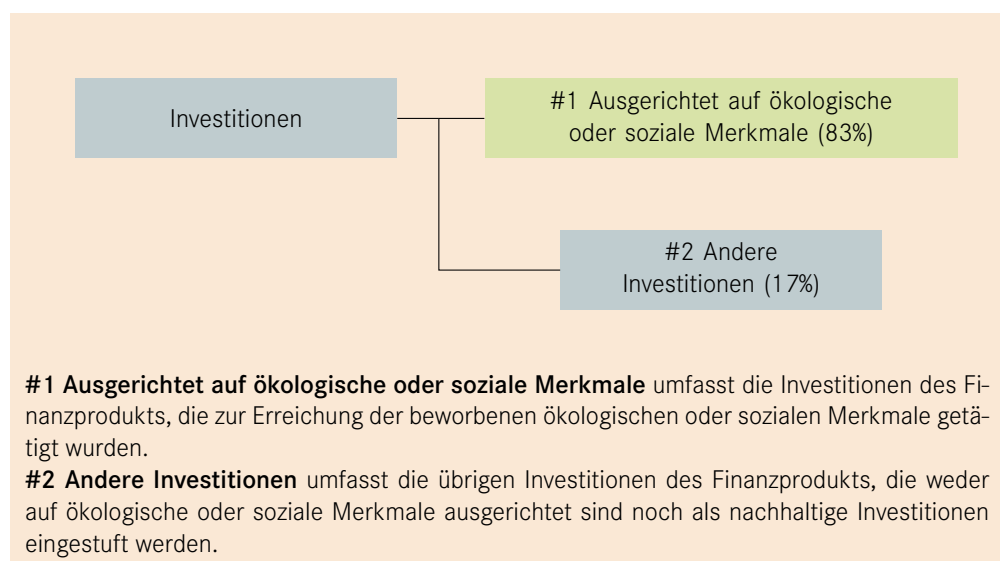 Investitionen
#1 Ausgerichtet auf ökologische
oder soziale Merkmale (83%)
#2 Andere
Investitionen (17%)
#1 Ausgerichtet auf ökologische oder soziale Merkmale umfasst die Investitionen des Fi-
nanzprodukts, die zur Erreichung der beworbenen ökologischen oder sozialen Merkmale getä-
tigt wurden.
#2 Andere Investitionen umfasst die übrigen Investitionen des Finanzprodukts, die weder
auf ökologische oder soziale Merkmale ausgerichtet sind noch als nachhaltige Investitionen
eingestuft werden.